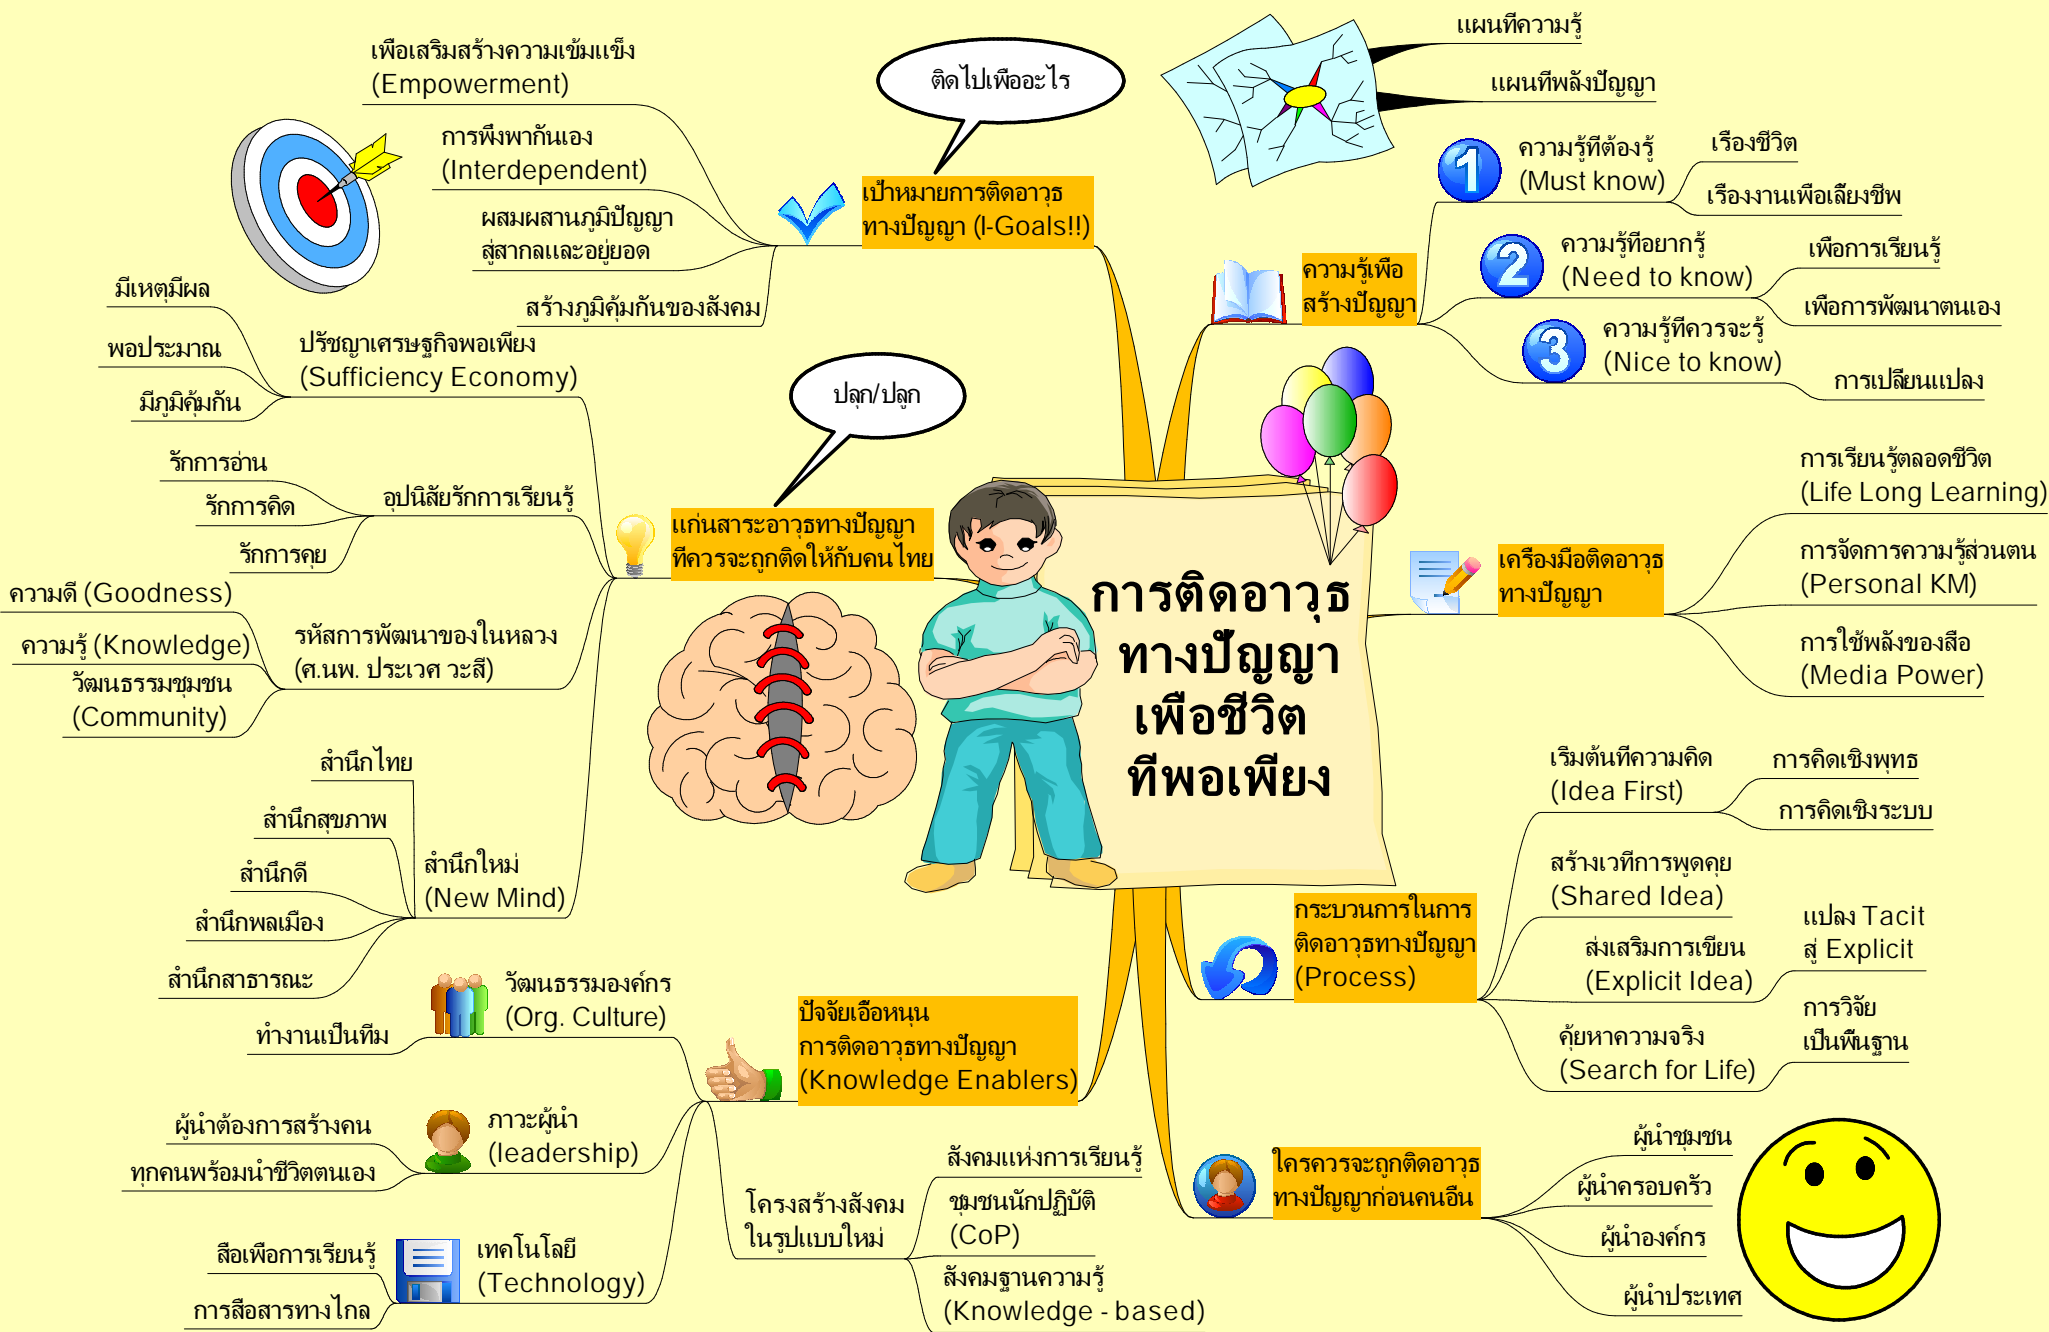 การติดอาวุธ
ทางปัญญา
เพือชีวิต
ทีพอเพียง
ติดไปเพืออะไร
เป้าหมายการติดอาวุธ
ทางปัญญา (I-Goals!!)
เพือเสริมสร้างความเข้มแข็ง
(Empowerment)
การพึงพากันเอง
(Interdependent)
ผสมผสานภูมิปัญญา
สู่สากลและอยู่ยอด
สร้างภูมิคุ้มกันของสังคม
แผนทีความรู้
แผนทีพลังปัญญา
ความรู้เพือ
สร้างปัญญา
1
ความรู้ทีต้องรู้
(Must know)
เรืองชีวิต
เรืองงานเพือเลียงชีพ
2
ความรู้ทีอยากรู้
(Need to know)
เพือการเรียนรู้
เพือการพัฒนาตนเอง
3
ความรู้ทีควรจะรู้
(Nice to know)
การเปลียนแปลง
เครืองมือติดอาวุธ
ทางปัญญา
การเรียนรู้ตลอดชีวิต
(Life Long Learning)
การจัดการความรู้ส่วนตน
(Personal KM)
การใช้พลังของสือ
(Media Power)
กระบวนการในการ
ติดอาวุธทางปัญญา
(Process)
เริมต้นทีความคิด
(Idea First)
การคิดเชิงพุทธ
การคิดเชิงระบบ
สร้างเวทีการพูดคุย
(Shared Idea)
ส่งเสริมการเขียน
(Explicit Idea)
แปลง Tacit
สู่ Explicit
คุ้ยหาความจริง
(Search for Life)
การวิจัย
เป็นพืนฐาน
ใครควรจะถูกติดอาวุธ
ทางปัญญาก่อนคนอืน
ผู้นำชุมชน
ผู้นำครอบครัว
ผู้นำองค์กร
ผู้นำประเทศ
ปลุก/ปลูก
แก่นสาระอาวุธทางปัญญา
ทีควรจะถูกติดให้กับคนไทย
ปรัชญาเศรษฐกิจพอเพียง
(Sufficiency Economy)
มีเหตุมีผล
พอประมาณ
มีภูมิคุ้มกัน
อุปนิสัยรักการเรียนรู้
รักการอ่าน
รักการคิด
รักการคุย
รหัสการพัฒนาของในหลวง
(ศ.นพ. ประเวศ วะสี)
ความดี (Goodness)
ความรู้ (Knowledge)
วัฒนธรรมชุมชน
(Community)
สำนึกใหม่
(New Mind)
สำนึกไทย
สำนึกสุขภาพ
สำนึกดี
สำนึกพลเมือง
สำนึกสาธารณะ
ปัจจัยเอือหนุน
การติดอาวุธทางปัญญา
(Knowledge Enablers)
วัฒนธรรมองค์กร
(Org. Culture)
ทำงานเป็นทีม
ภาวะผู้นำ
(leadership)
ผู้นำต้องการสร้างคน
ทุกคนพร้อมนำชีวิตตนเอง
เทคโนโลยี
(Technology)
สือเพือการเรียนรู้
การสือสารทางไกล
โครงสร้างสังคม
ในรูปแบบใหม่
สังคมแห่งการเรียนรู้
ชุมชนนักปฏิบัติ
(CoP)
สังคมฐานความรู้
(Knowledge - based)